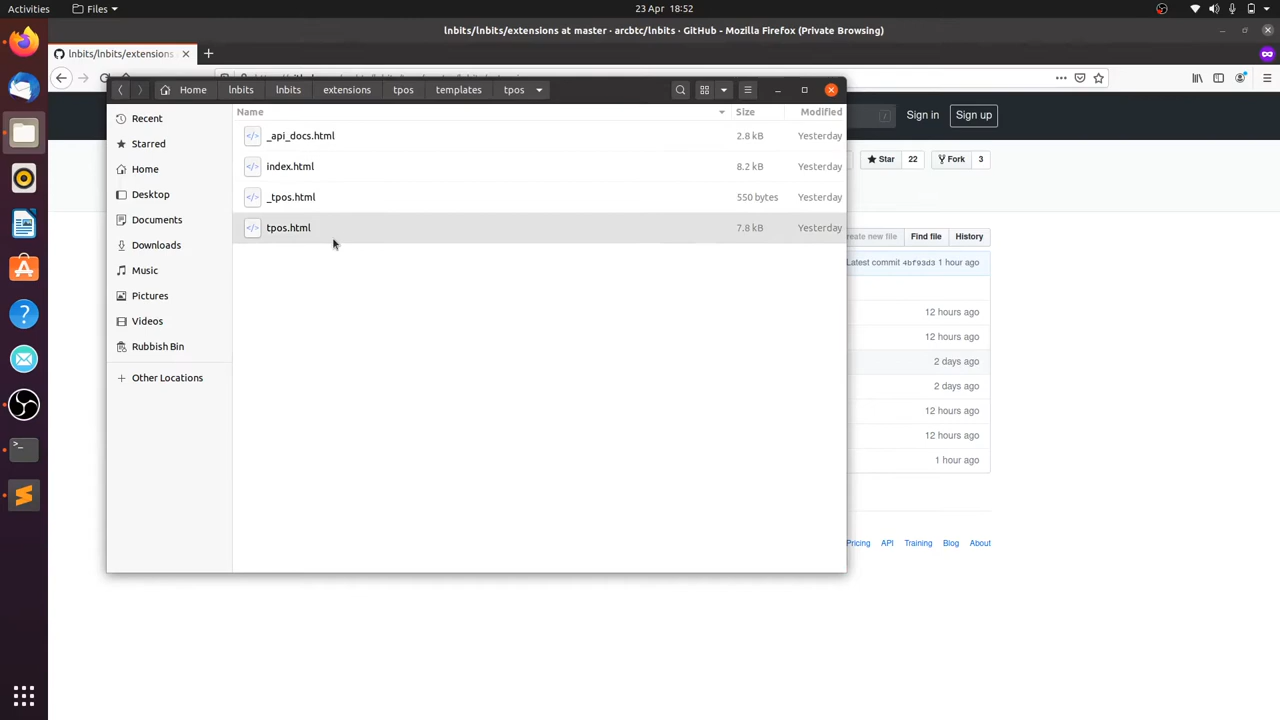 Activities
Files
23 Apr 18:52
lnbits/lnbits/extensions at master · arcbtc/lnbits · GitHub - Mozilla Firefox (Private Browsing)
lnbits/lnbits/extensions
Home
lnbits
lnbits
extensions
tpos
templates
tpos
Sign in
Sign up
Star 22
Fork 3
Find file
History
Latest commit 4bf93d3 1 hour ago
12 hours ago
12 hours ago
2 days ago
2 days ago
12 hours ago
12 hours ago
1 hour ago
Pricing API Training Blog About
Recent
Starred
Home
Desktop
Documents
Downloads
Music
Pictures
Videos
Rubbish Bin
+ Other Locations
Name Size Modified
_api_docs.html 2.8 kB Yesterday
index.html 8.2 kB Yesterday
_tpos.html 550 bytes Yesterday
tpos.html 7.8 kB Yesterday